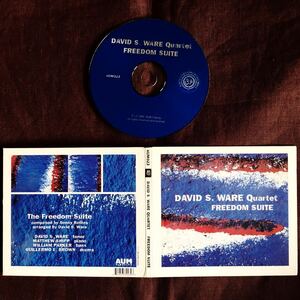 DAVID S. WARE Quartet
FREEDOM SUITE
The Freedom Suite
composed by Sonny Rollins
arranged by David S. Ware
DAVID S. WARE tenor
MATTHEW SHIPP piano
WILLIAM PARKER bass
GUILLERMO E. BROWN drums
AUM
DAVID S. WARE QUARTET FREEDOM SUITE
DAVID S. WARE Quartet
FREEDOM SUITE